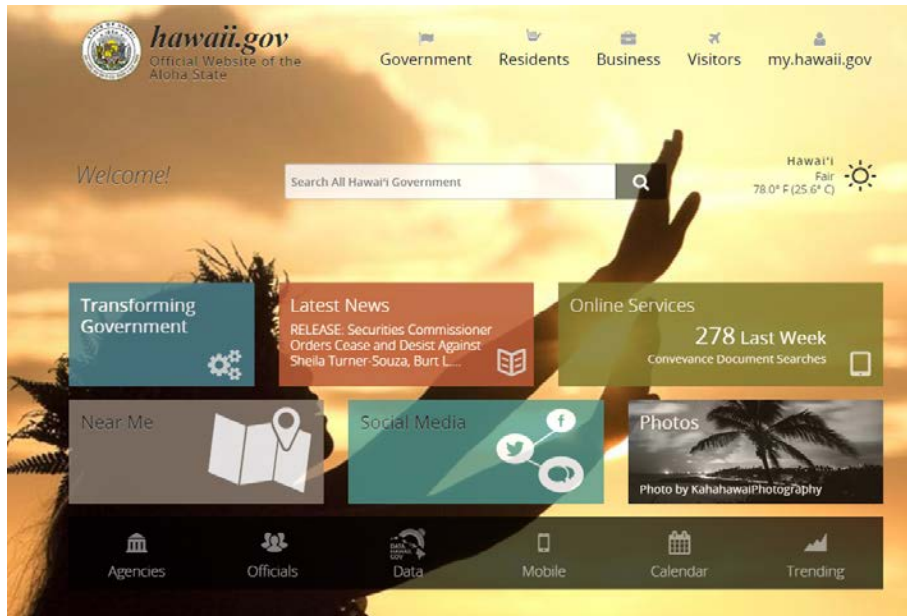 hawaii.gov
Official Website of the
Aloha State
Government
Residents
Business
Visitors
my.hawaii.gov
Welcome!
Search All Hawai‘i Government
Hawai‘i
Fair
78.0° F (25.6° C)
Transforming
Government
Latest News
RELEASE: Securities Commissioner
Orders Cease and Desist Against
Sheila Turner-Souza, Burt L....
Online Services
278 Last Week
Conveyance Document Searches
Near Me
Social Media
Photos
Photo by KahahawaiPhotography
Agencies
Officials
DATA
HAWAII
GOV
Data
Mobile
Calendar
Trending